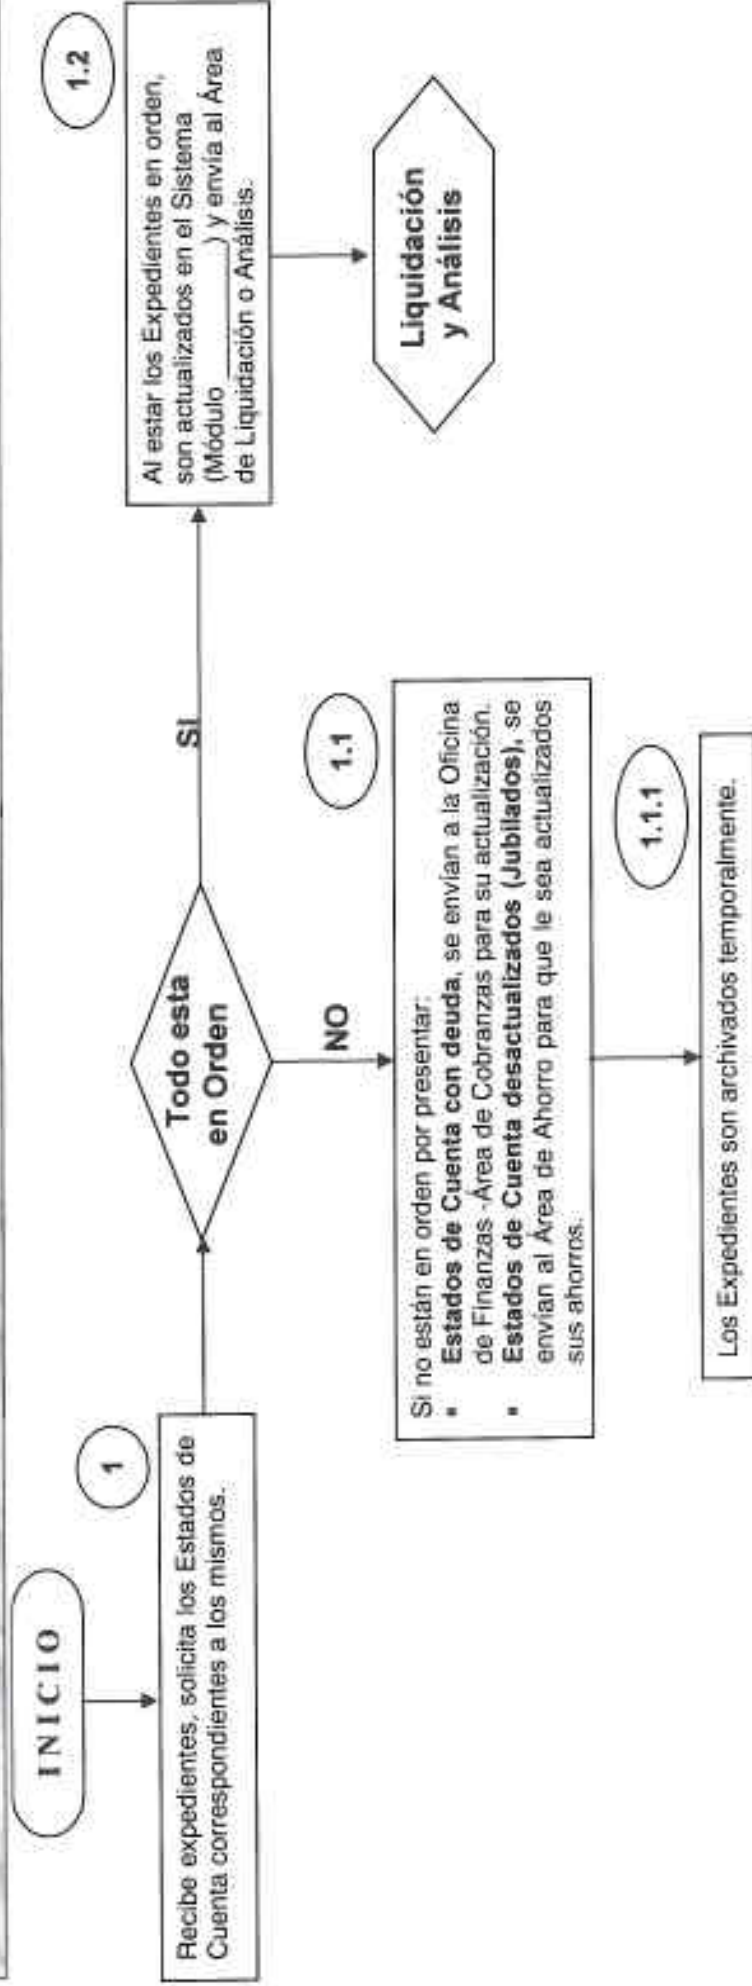 INICIO
1
Recibe expedientes, solicita los Estados de
Cuenta correspondientes a los mismos.
Todo esta
en Orden
SI
1.2
Al estar los Expedientes en orden,
son actualizados en el Sistema
(Módulo ________) y envía al Área
de Liquidación o Análisis.
Liquidación
y Análisis
NO
1.1
Si no están en orden por presentar:
▪ Estados de Cuenta con deuda, se envían a la Oficina
de Finanzas -Área de Cobranzas para su actualización.
▪ Estados de Cuenta desactualizados (Jubilados), se
envían al Área de Ahorro para que le sea actualizados
sus ahorros.
1.1.1
Los Expedientes son archivados temporalmente.